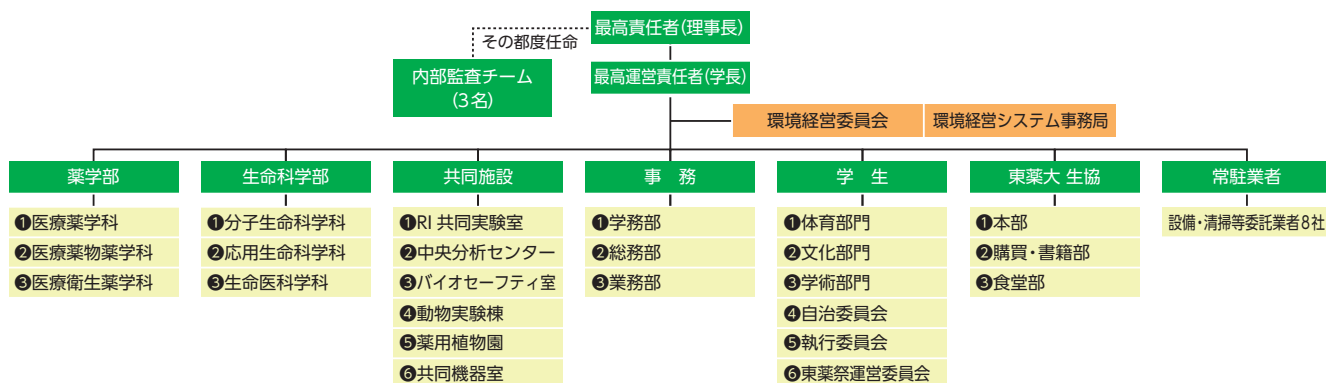 最高責任者(理事長)
その都度任命
内部監査チーム
(3名)
最高運営責任者(学長)
環境経営委員会
環境経営システム事務局
薬学部
❶医療薬学科
❷医療薬物薬学科
❸医療衛生薬学科
生命科学部
❶分子生命科学科
❷応用生命科学科
❸生命医科学科
共同施設
❶RI 共同実験室
❷中央分析センター
❸バイオセーフティ室
❹動物実験棟
❺薬用植物園
❻共同機器室
事 務
❶学務部
❷総務部
❸業務部
学 生
❶体育部門
❷文化部門
❸学術部門
❹自治委員会
❺執行委員会
❻東薬祭運営委員会
東薬大 生協
❶本部
❷購買・書籍部
❸食堂部
常駐業者
設備・清掃等委託業者8社